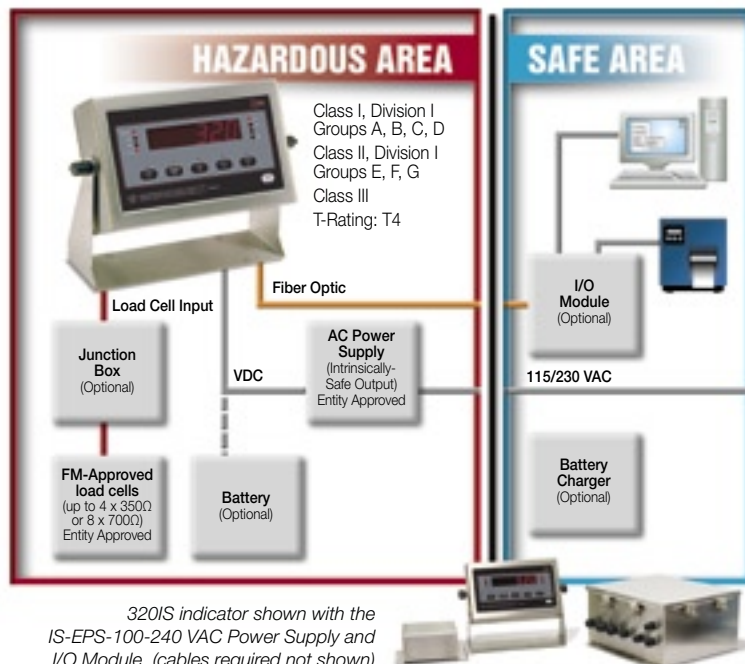 HAZARDOUS AREA
SAFE AREA
320
Class I, Division I
Groups A, B, C, D
Class II, Division I
Groups E, F, G
Class III
T-Rating: T4
Load Cell Input
Fiber Optic
I/O
Module
(Optional)
Junction
Box
(Optional)
VDC
AC Power
Supply
(Intrinsically-
Safe Output)
Entity Approved
115/230 VAC
FM-Approved
load cells
(up to 4 x 350Ω
or 8 x 700Ω)
Entity Approved
Battery
(Optional)
Battery
Charger
(Optional)
320IS indicator shown with the
IS-EPS-100-240 VAC Power Supply and
I/O Module. (cables required not shown)